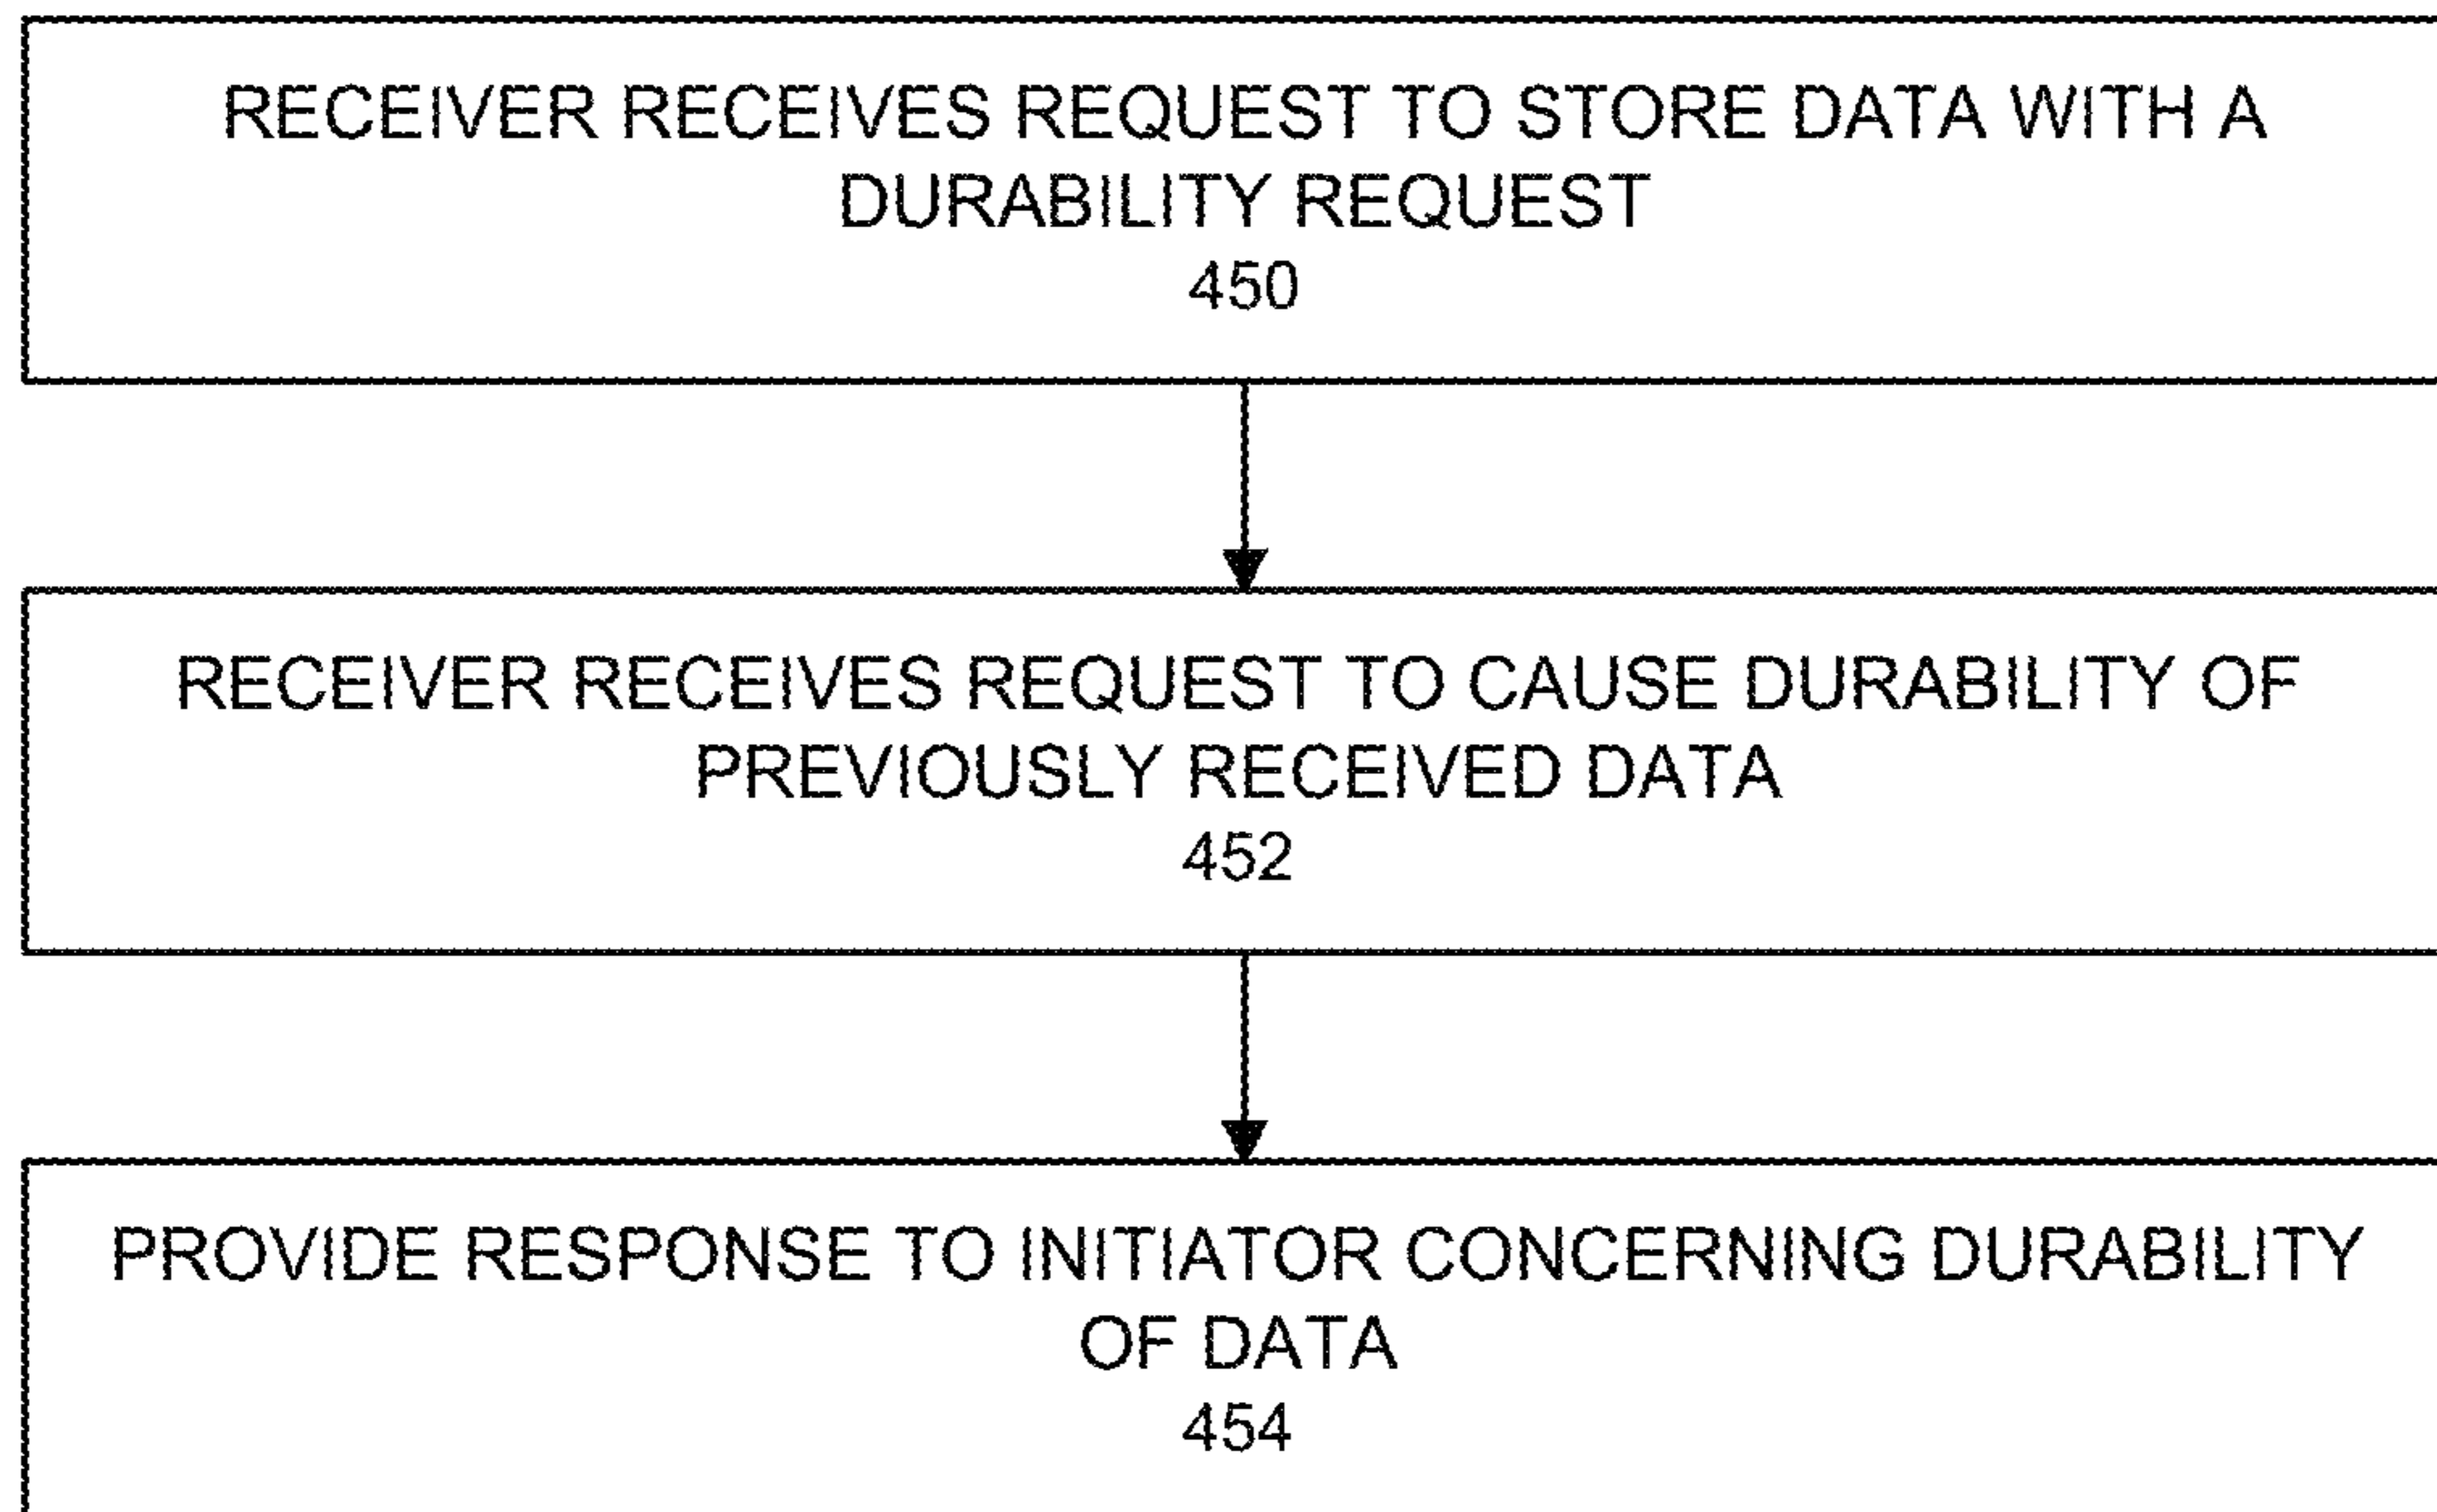 RECEIVER RECEIVES REQUEST TO STORE DATA WITH A
DURABILITY REQUEST
450
RECEIVER RECEIVES REQUEST TO CAUSE DURABILITY OF
PREVIOUSLY RECEIVED DATA
452
PROVIDE RESPONSE TO INITIATOR CONCERNING DURABILITY
OF DATA
454